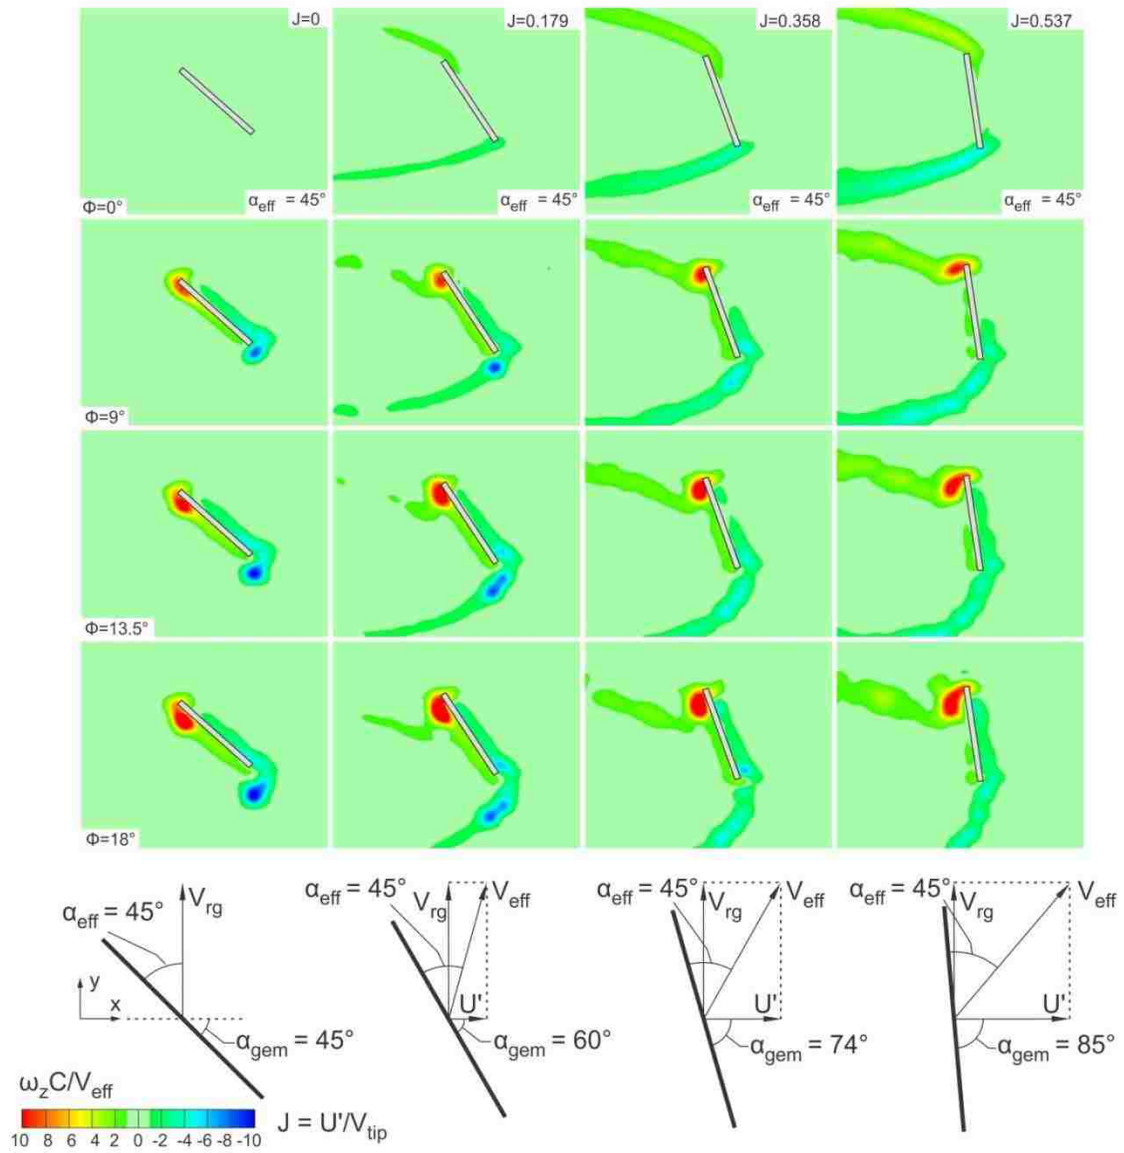 J=0 J=0.179 J=0.358 J=0.537
Φ=0° αeff = 45° αeff = 45° αeff = 45° αeff = 45°
Φ=9°
Φ=13.5°
Φ=18°
αeff = 45° Vrg αeff = 45° Vrg Veff αeff = 45° Vrg Veff αeff = 45° Vrg Veff
y
x U' U' U'
αgem = 45° αgem = 60° αgem = 74° αgem = 85°
ωzC/Veff
J = U'/Vtip
10 8 6 4 2 0 -2 -4 -6 -8 -10